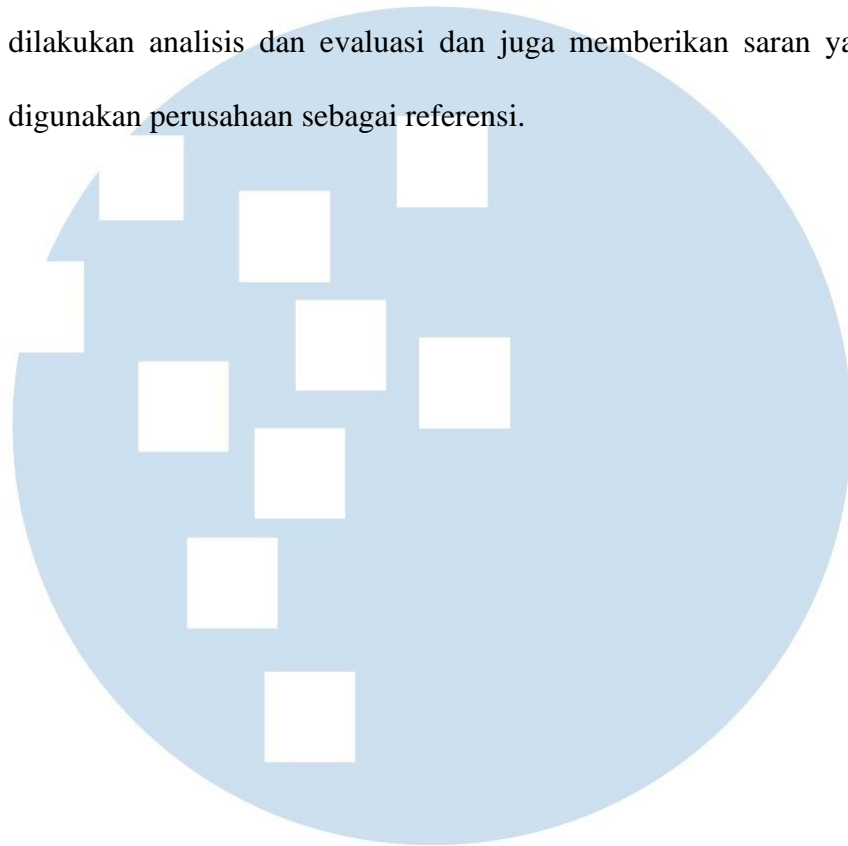 dilakukan analisis dan evaluasi dan juga memberikan saran ya
digunakan perusahaan sebagai referensi.